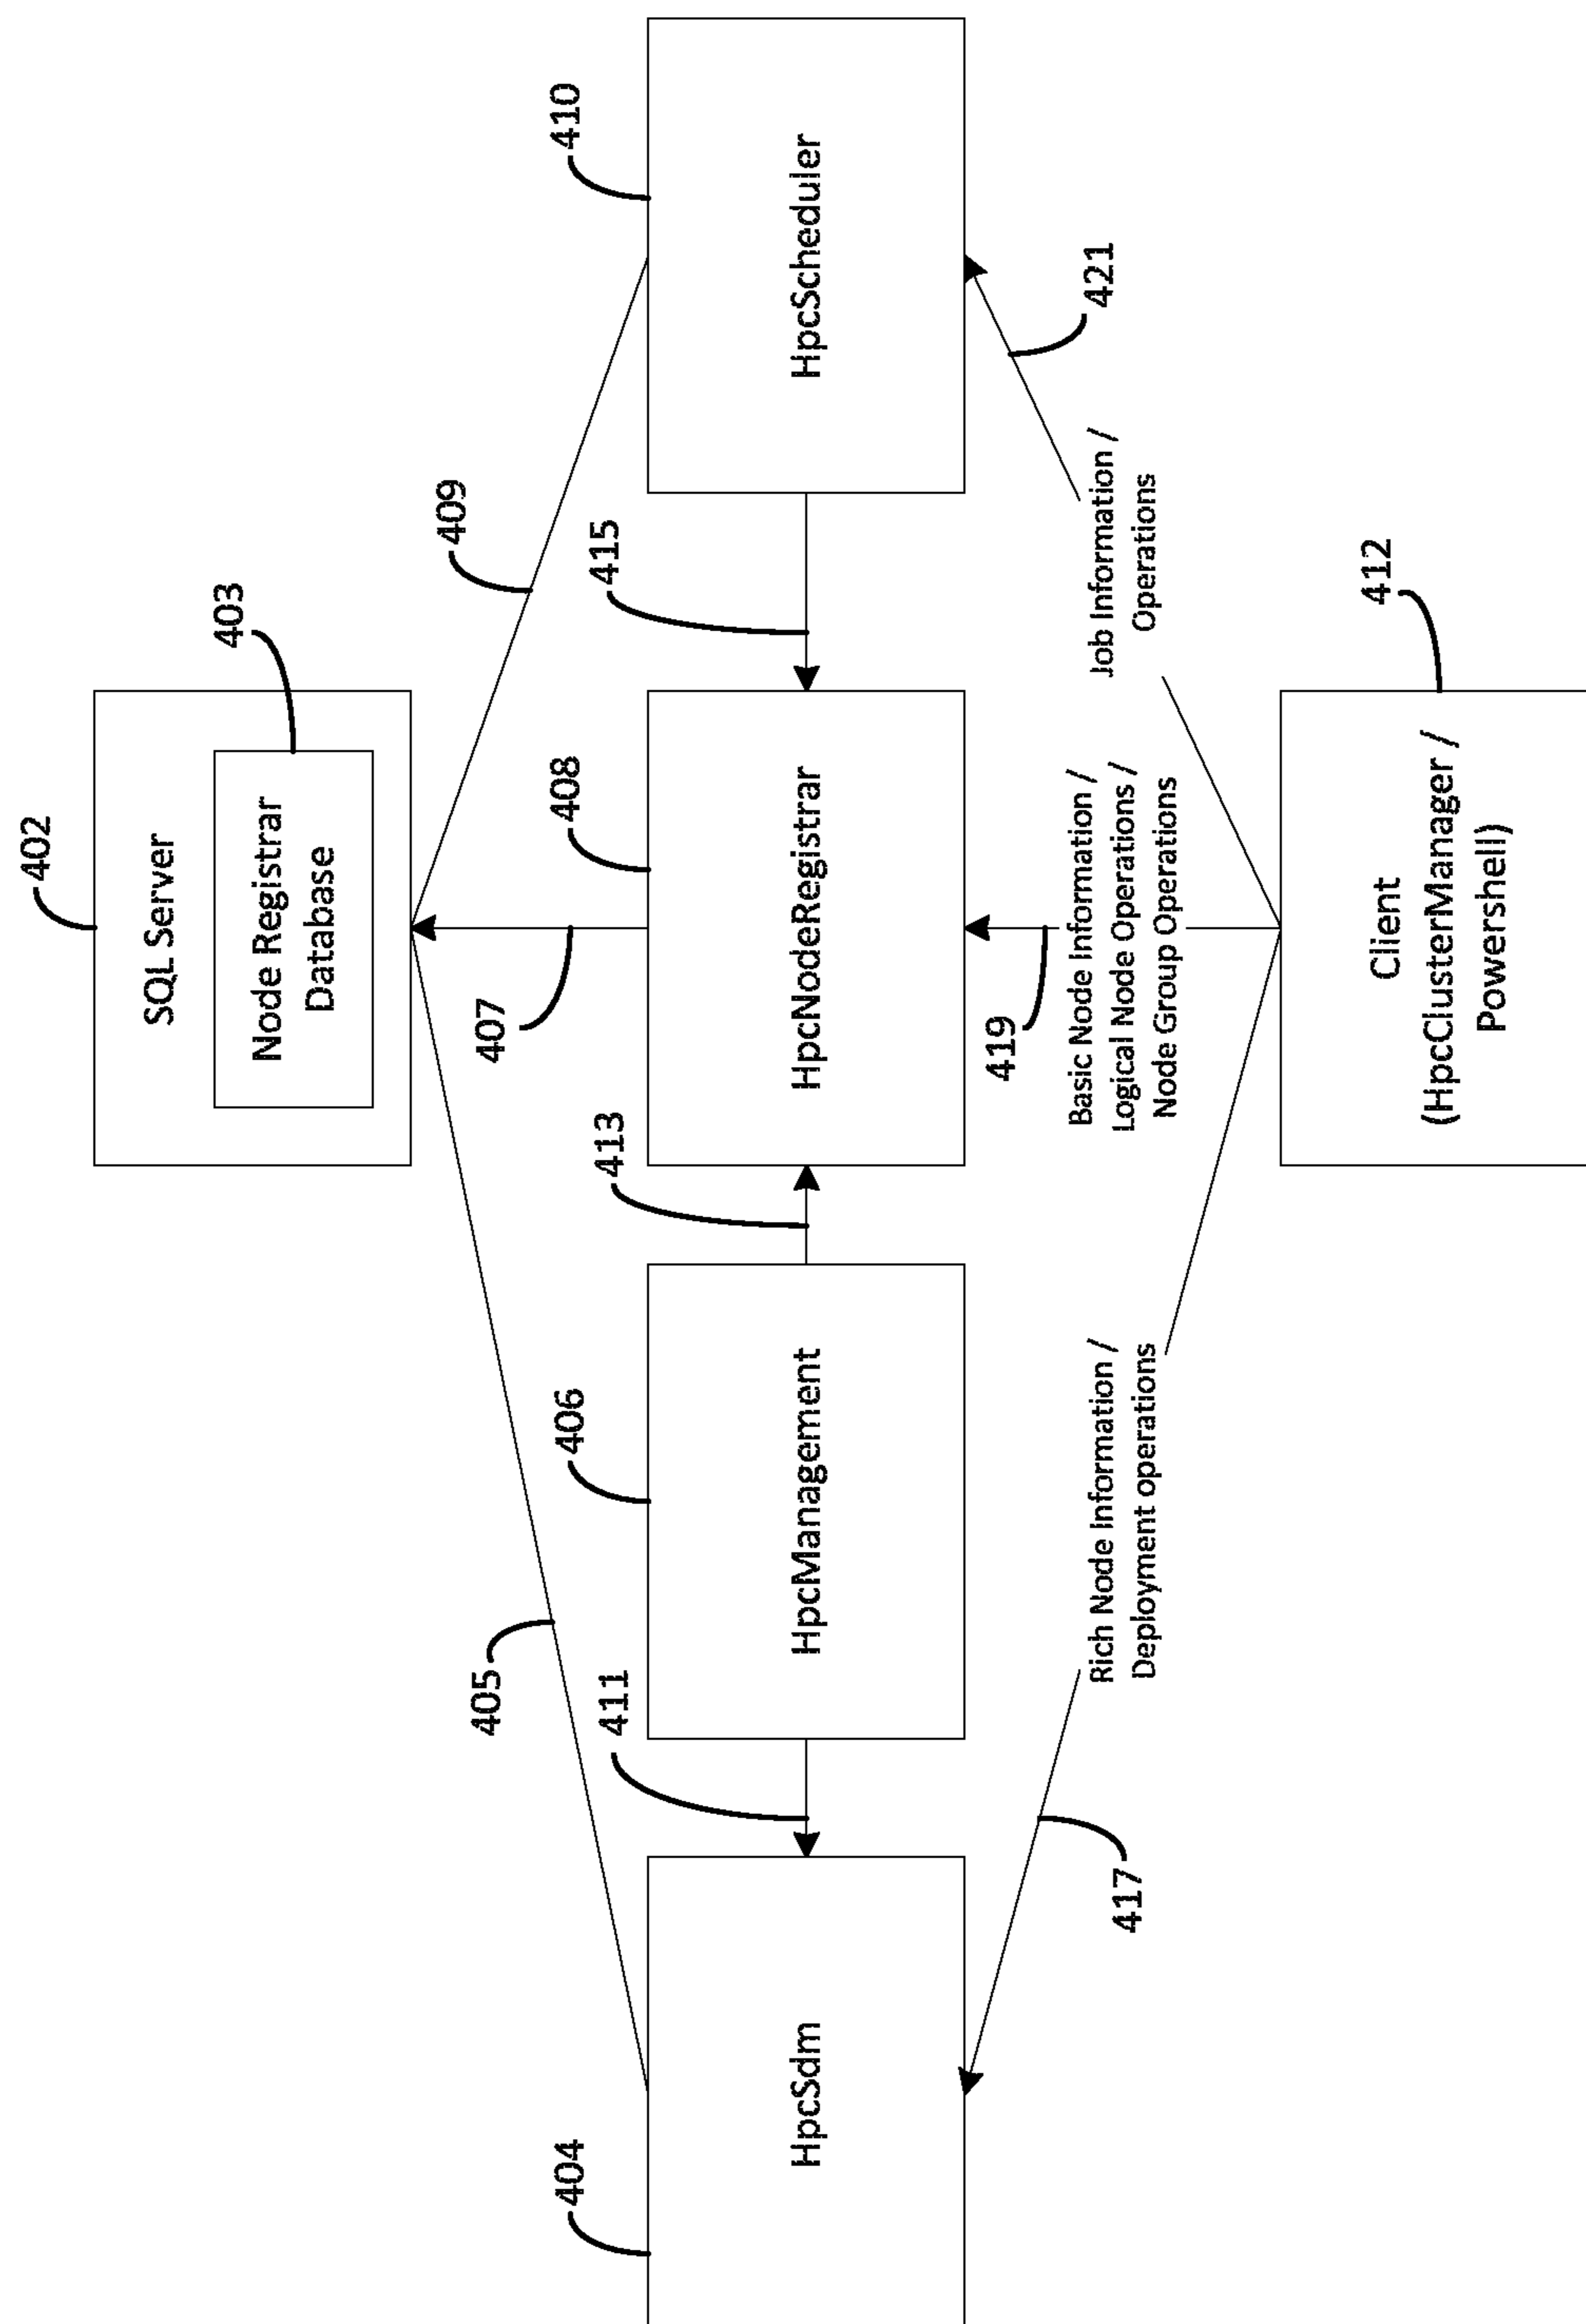 402
SQL Server
403
Node Registrar
Database
405
407
409
404
HpcSdm
411
406
HpcManagement
413
408
HpcNodeRegistrar
415
410
HpcScheduler
417
Rich Node Information /
Deployment operations
419
Basic Node Information /
Logical Node Operations /
Node Group Operations
Job Information /
Operations
421
412
Client
(HpcClusterManager /
Powershell)